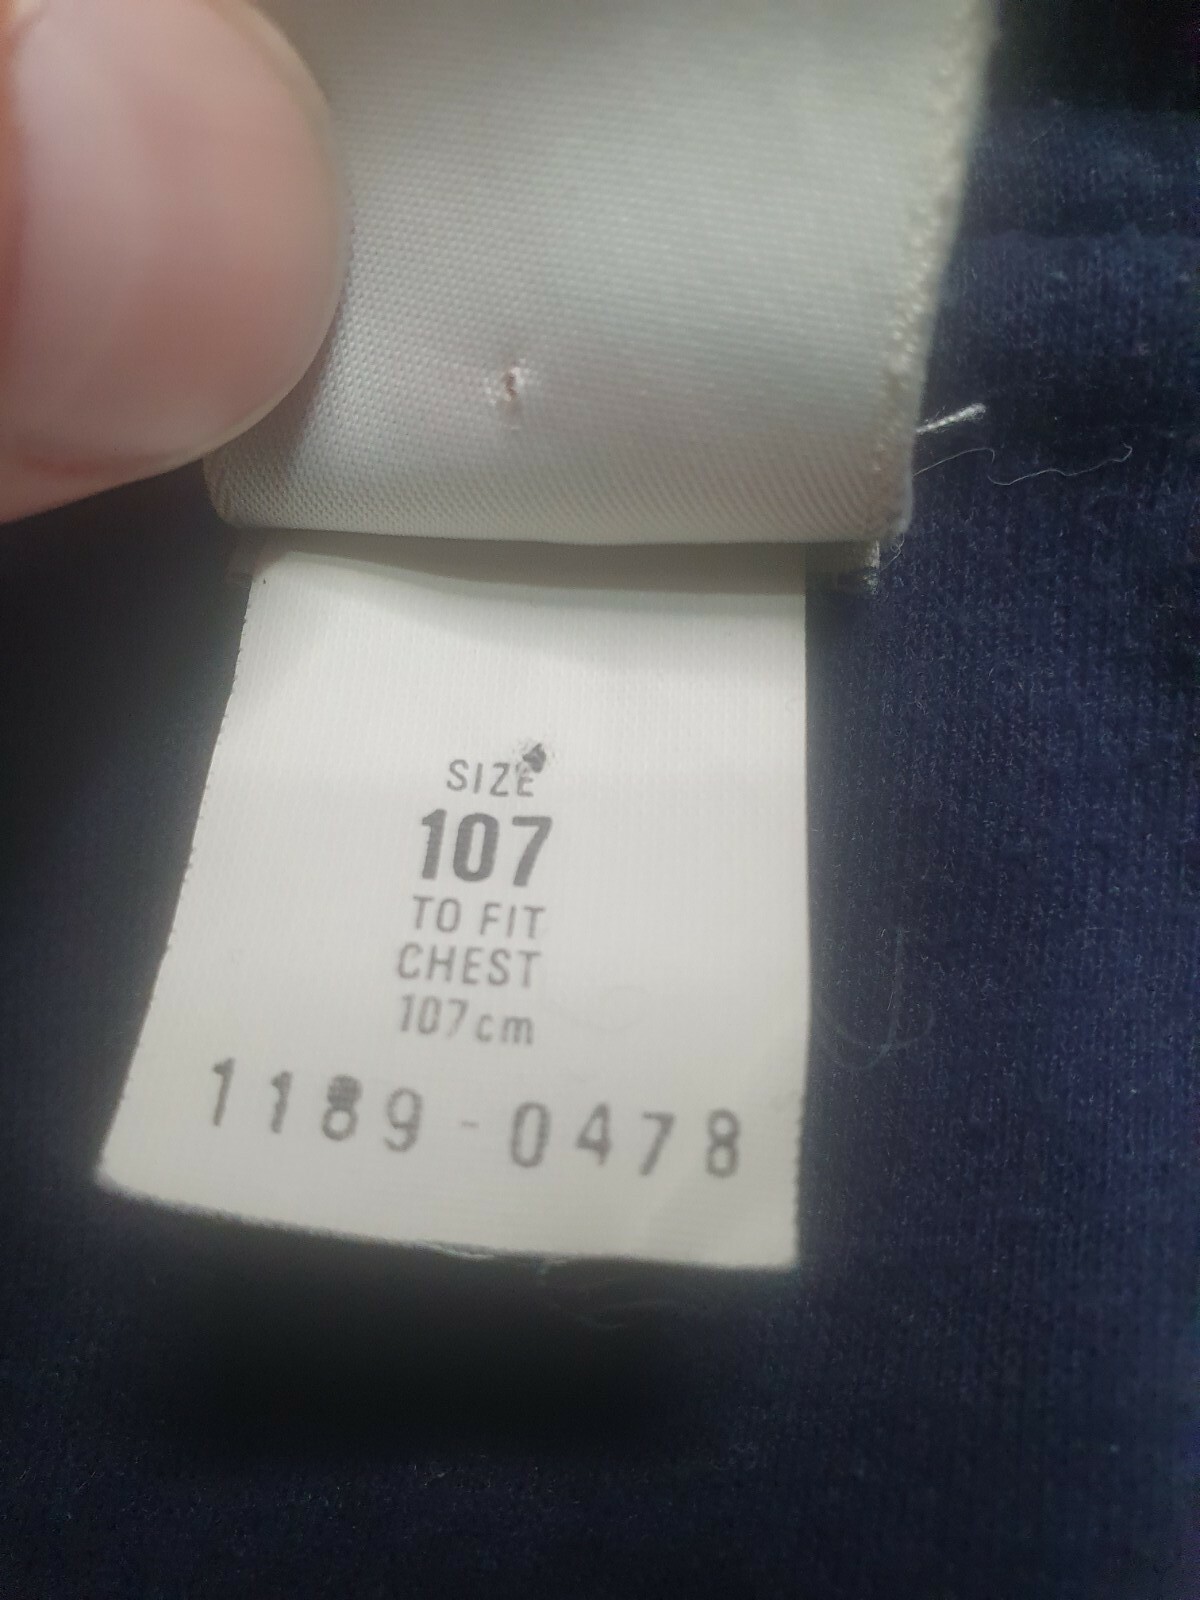 SIZE
107
TO FIT
CHEST
107cm
1189-0478